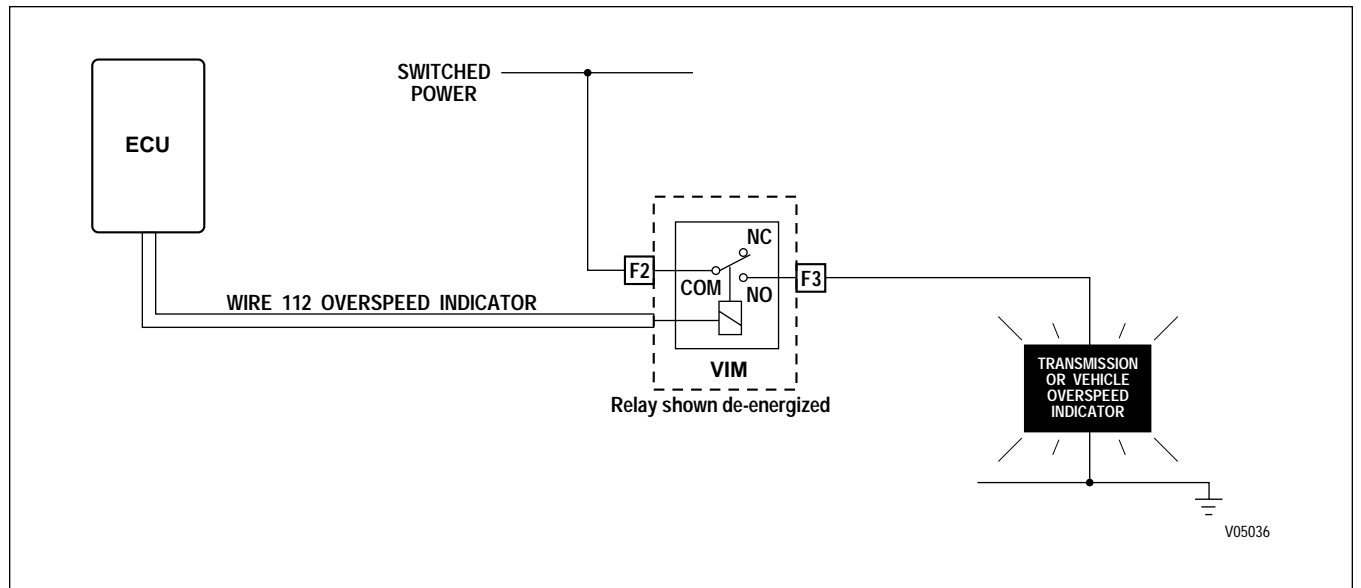 SWITCHED
POWER
ECU
NC
F2
COM
NO
F3
WIRE 112 OVERSPEED INDICATOR
VIM
Relay shown de-energized
TRANSMISSION
OR VEHICLE
OVERSPEED
INDICATOR
V05036